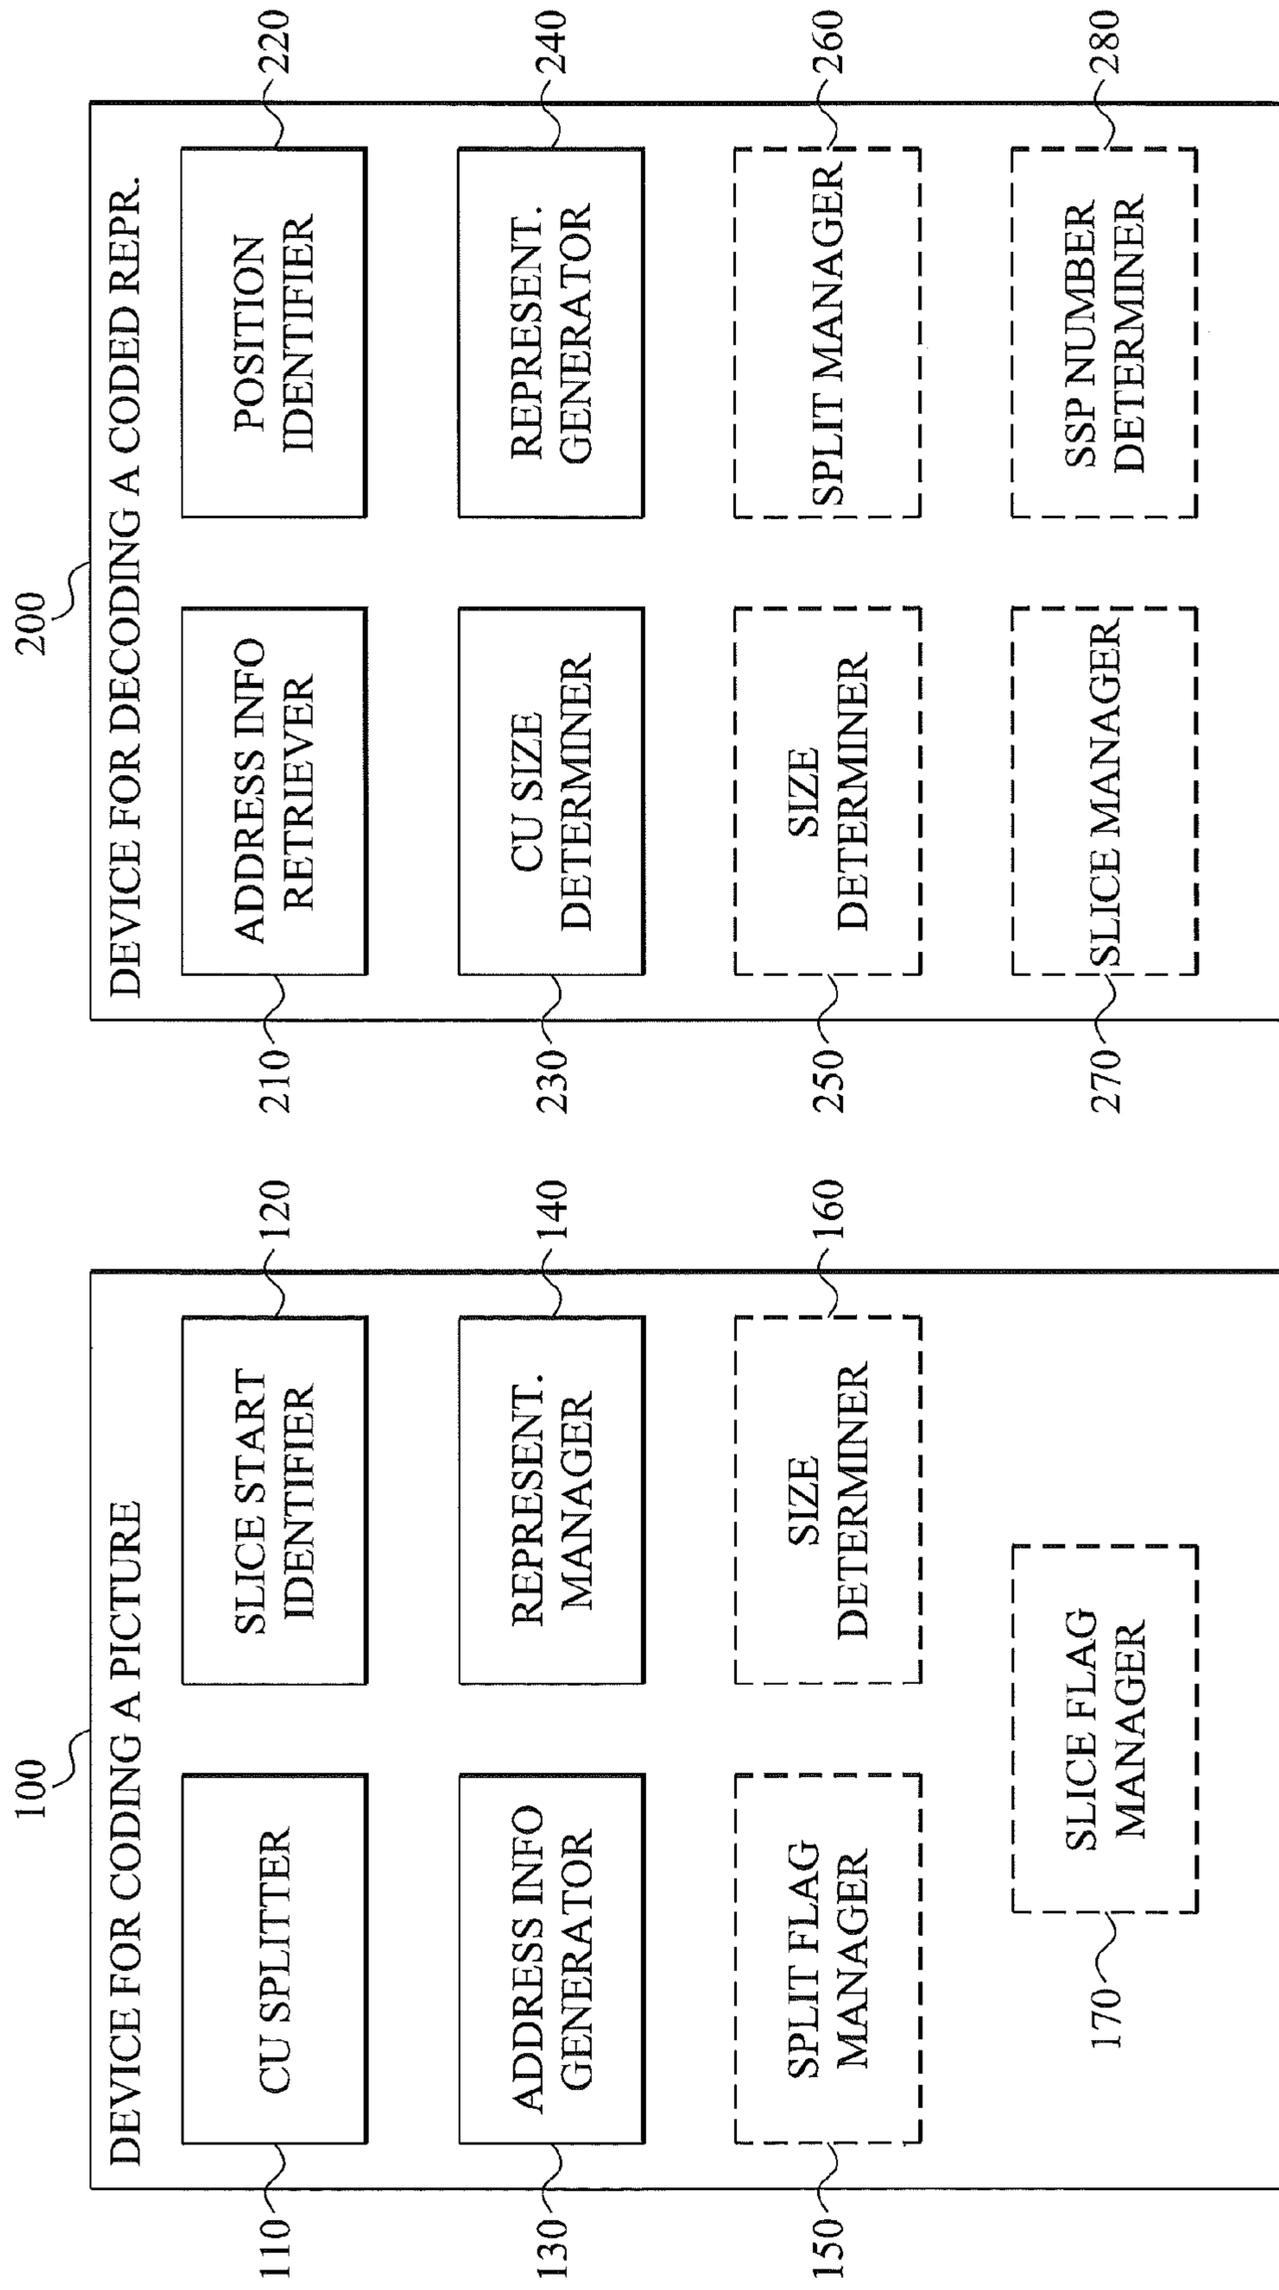 100
DEVICE FOR CODING A PICTURE
110
CU SPLITTER
SLICE START
IDENTIFIER
120
130
ADDRESS INFO
GENERATOR
REPRESENT.
MANAGER
140
150
SPLIT FLAG
MANAGER
SIZE
DETERMINER
160
170
SLICE FLAG
MANAGER
200
DEVICE FOR DECODING A CODED REPR.
210
ADDRESS INFO
RETRIEVER
POSITION
IDENTIFIER
220
230
CU SIZE
DETERMINER
REPRESENT.
GENERATOR
240
250
SIZE
DETERMINER
SPLIT MANAGER
260
270
SLICE MANAGER
SSP NUMBER
DETERMINER
280